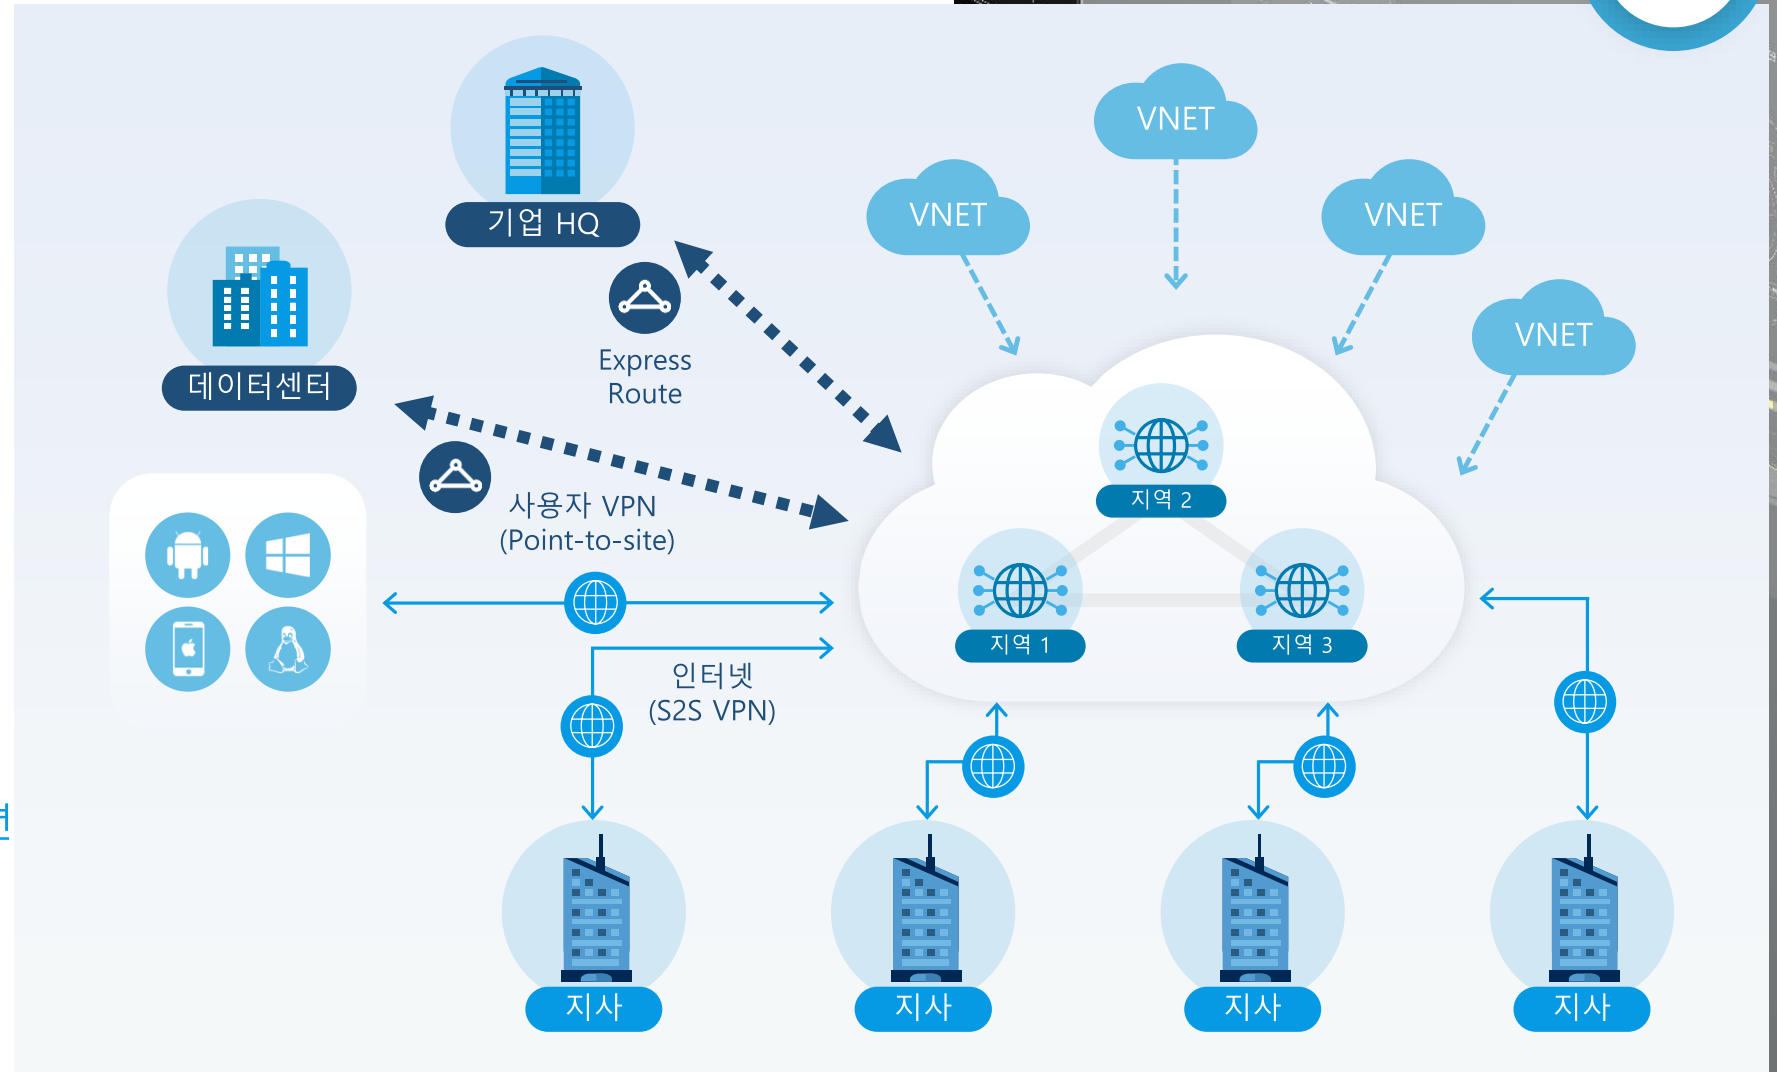 VNET
VNET
VNET
VNET
기업 HQ
데이터센터
Express
Route
사용자 VPN
(Point-to-site)
지역 2
지역 1
지역 3
인터넷
(S2S VPN)
지사
지사
지사
지사